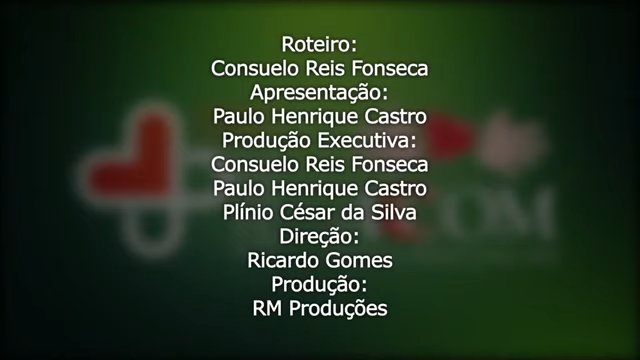 Roteiro:
Consuelo Reis Fonseca
Apresentação:
Paulo Henrique Castro
Produção Executiva:
Consuelo Reis Fonseca
Paulo Henrique Castro
Plínio César da Silva
Direção:
Ricardo Gomes
Produção:
RM Produções